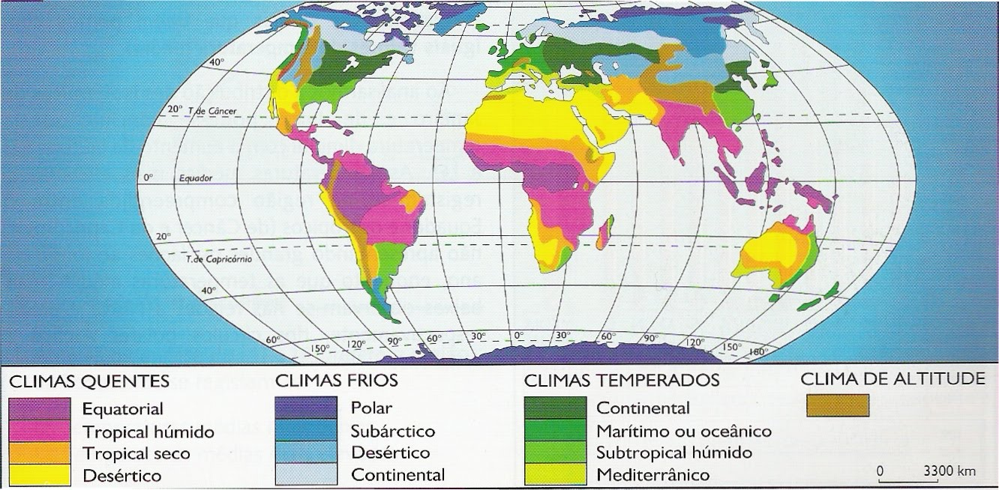 40°
20° T. de Câncer
0° Equador
20°
T. de Capricórnio
40°
60° 150° 120° 90° 60° 30° 0° 30° 60° 90° 120° 150° 180°
CLIMAS QUENTES
Equatorial
Tropical húmido
Tropical seco
Desértico
CLIMAS FRIOS
Polar
Subárctico
Desértico
Continental
CLIMAS TEMPERADOS
Continental
Marítimo ou oceânico
Subtropical húmido
Mediterrânico
CLIMA DE ALTITUDE
0 3300 km